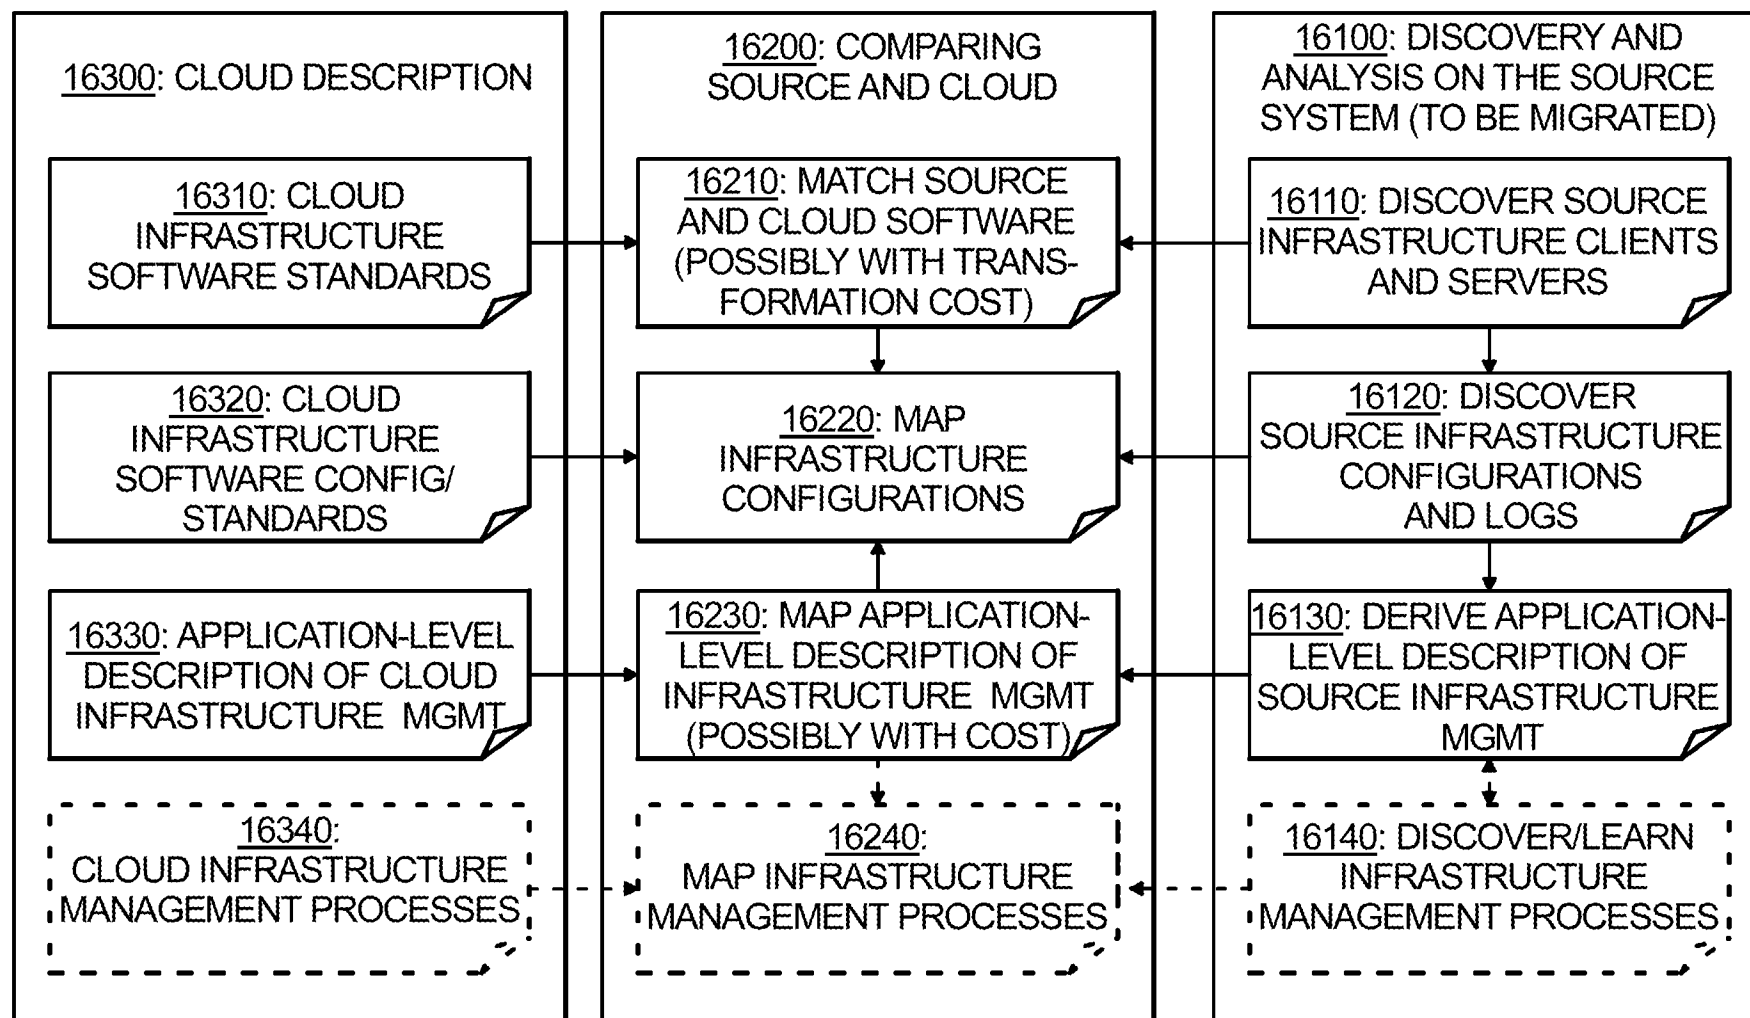 16300: CLOUD DESCRIPTION
16310: CLOUD
INFRASTRUCTURE
SOFTWARE STANDARDS
16320: CLOUD
INFRASTRUCTURE
SOFTWARE CONFIG/
STANDARDS
16330: APPLICATION-LEVEL
DESCRIPTION OF CLOUD
INFRASTRUCTURE MGMT
16340:
CLOUD INFRASTRUCTURE
MANAGEMENT PROCESSES
16200: COMPARING
SOURCE AND CLOUD
16210: MATCH SOURCE
AND CLOUD SOFTWARE
(POSSIBLY WITH TRANS-
FORMATION COST)
16220: MAP
INFRASTRUCTURE
CONFIGURATIONS
16230: MAP APPLICATION-
LEVEL DESCRIPTION OF
INFRASTRUCTURE MGMT
(POSSIBLY WITH COST)
16240:
MAP INFRASTRUCTURE
MANAGEMENT PROCESSES
16100: DISCOVERY AND
ANALYSIS ON THE SOURCE
SYSTEM (TO BE MIGRATED)
16110: DISCOVER SOURCE
INFRASTRUCTURE CLIENTS
AND SERVERS
16120: DISCOVER
SOURCE INFRASTRUCTURE
CONFIGURATIONS
AND LOGS
16130: DERIVE APPLICATION-
LEVEL DESCRIPTION OF
SOURCE INFRASTRUCTURE
MGMT
16140: DISCOVER/LEARN
INFRASTRUCTURE
MANAGEMENT PROCESSES